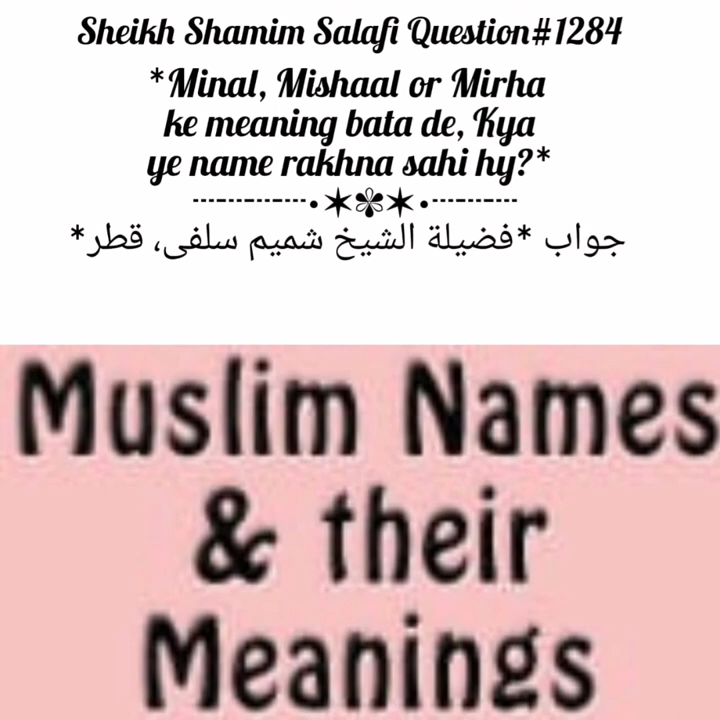 Sheikh Shamim Salafi Question#1284
*Minal, Mishaal or Mirha
ke meaning bata de, Kya
ye name rakhna sahi hy?*
جواب *فضيلة الشيخ شميم سلفى، قطر*
Muslim Names
& their
Meanings